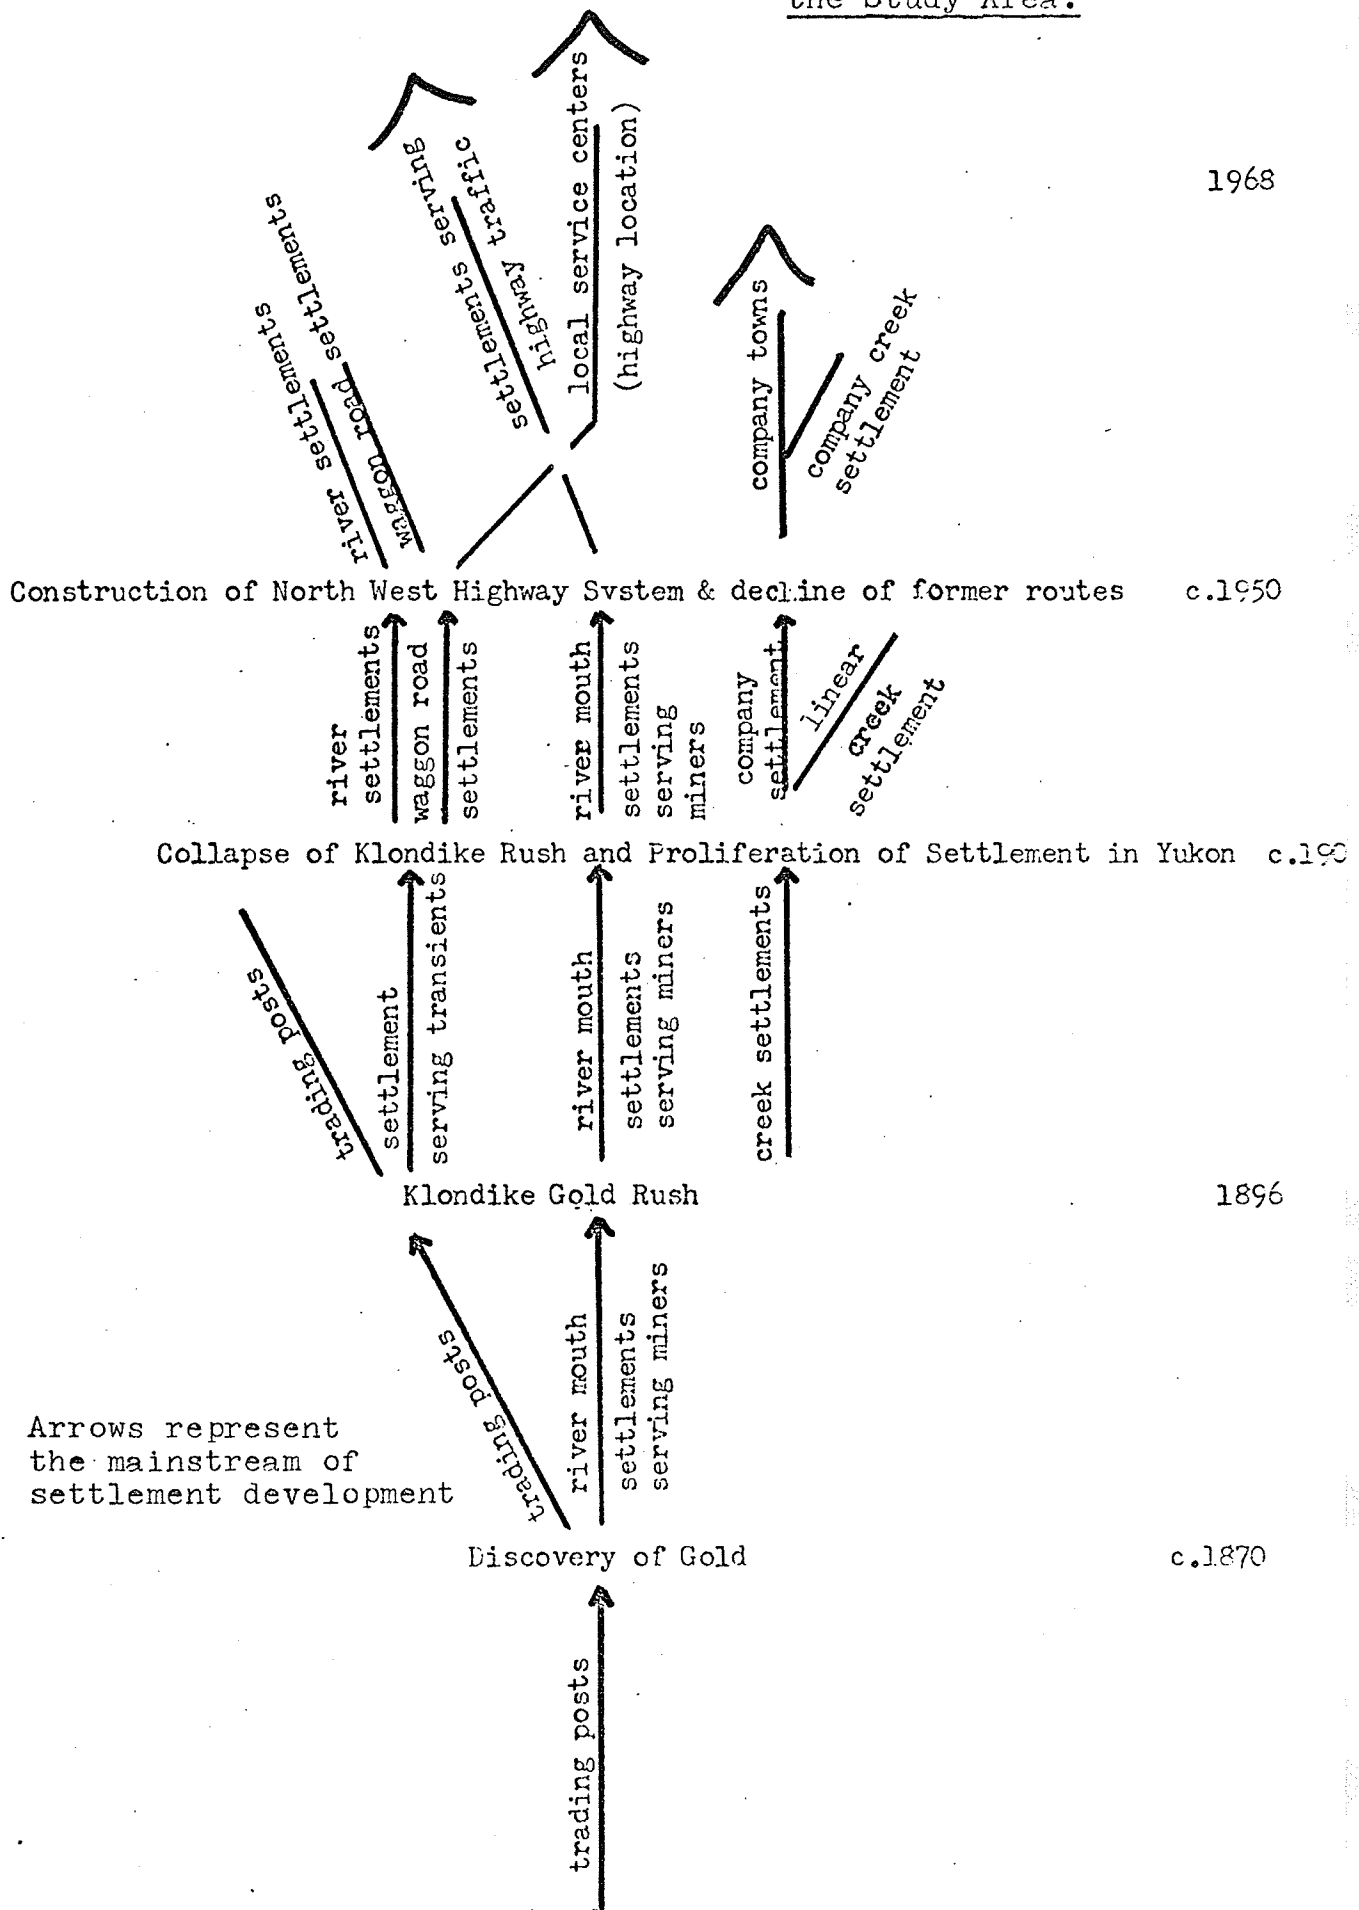 the Study Area.
1968
river settlements
waggon road settlements
settlements serving
highway traffic
local service centers
(highway location)
company towns
company creek
settlement
Construction of North West Highway System & decline of former routes c.1950
river
settlements
waggon road
settlements
river mouth
settlements
serving
miners
company
settlement
linear
creek
settlement
Collapse of Klondike Rush and Proliferation of Settlement in Yukon c.190
trading posts
settlement
serving transients
river mouth
settlements
serving miners
creek settlements
Klondike Gold Rush 1896
trading posts
river mouth
settlements
serving miners
Arrows represent
the mainstream of
settlement development
Discovery of Gold c.1870
trading posts